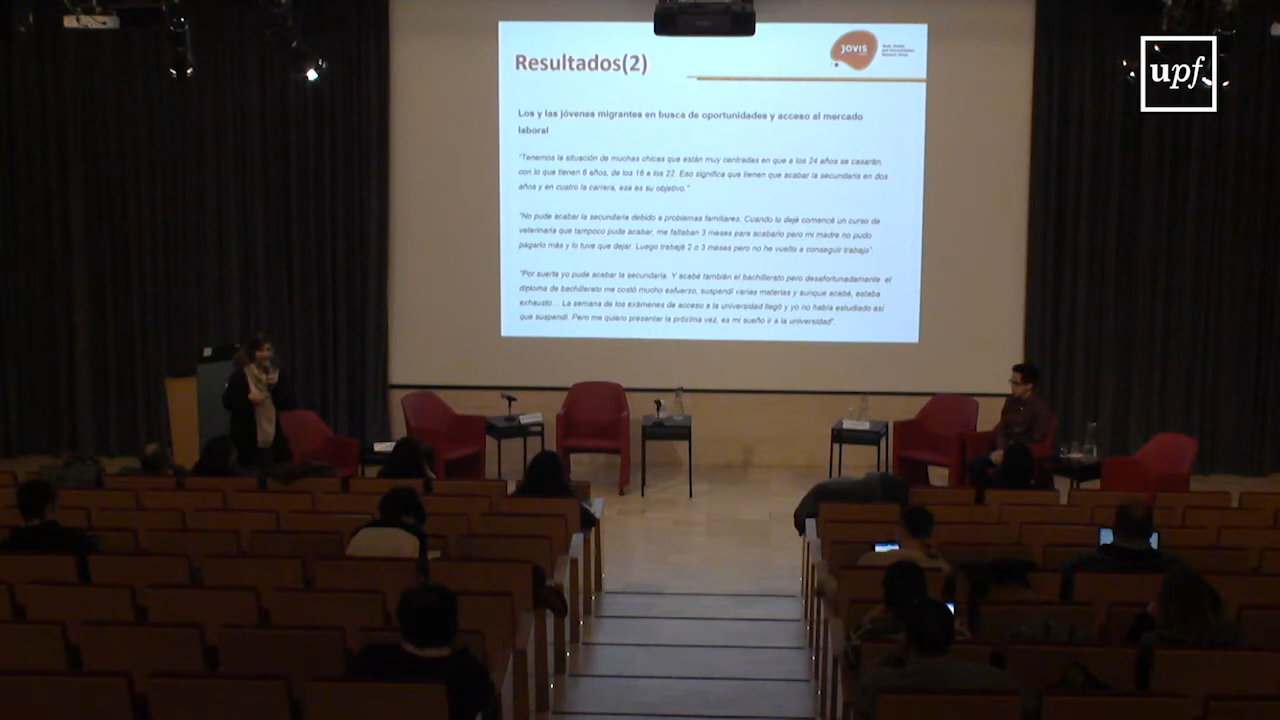 Resultados(2)
JOVIS
upf.
Los y las jóvenes migrantes en busca de oportunidades y acceso al mercado
laboral
"Tenemos la situación de muchas chicas que están muy centradas en que a los 24 años se casarán,
con lo que tienen 6 años, de los 16 a los 22. Eso significa que tienen que acabar la secundaria en dos
años y en cuatro la carrera, ese es su objetivo."
"No pude acabar la secundaria debido a problemas familiares. Cuando lo dejé comencé un curso de
veterinaria que tampoco pude acabar, me faltaban 3 meses para acabarlo pero mi madre no pudo
pagarlo más y lo tuve que dejar. Luego trabajé 2 o 3 meses pero no he vuelto a conseguir trabajo".
"Por suerte yo pude acabar la secundaria. Y acabé también el bachillerato pero desafortunadamente el
diploma de bachillerato me costó mucho esfuerzo, suspendí varias materias y aunque acabé, estaba
exhausto... La semana de los exámenes de acceso a la universidad llegó y yo no había estudiado así
que suspendí. Pero me quiero presentar la próxima vez, es mi sueño ir a la universidad".